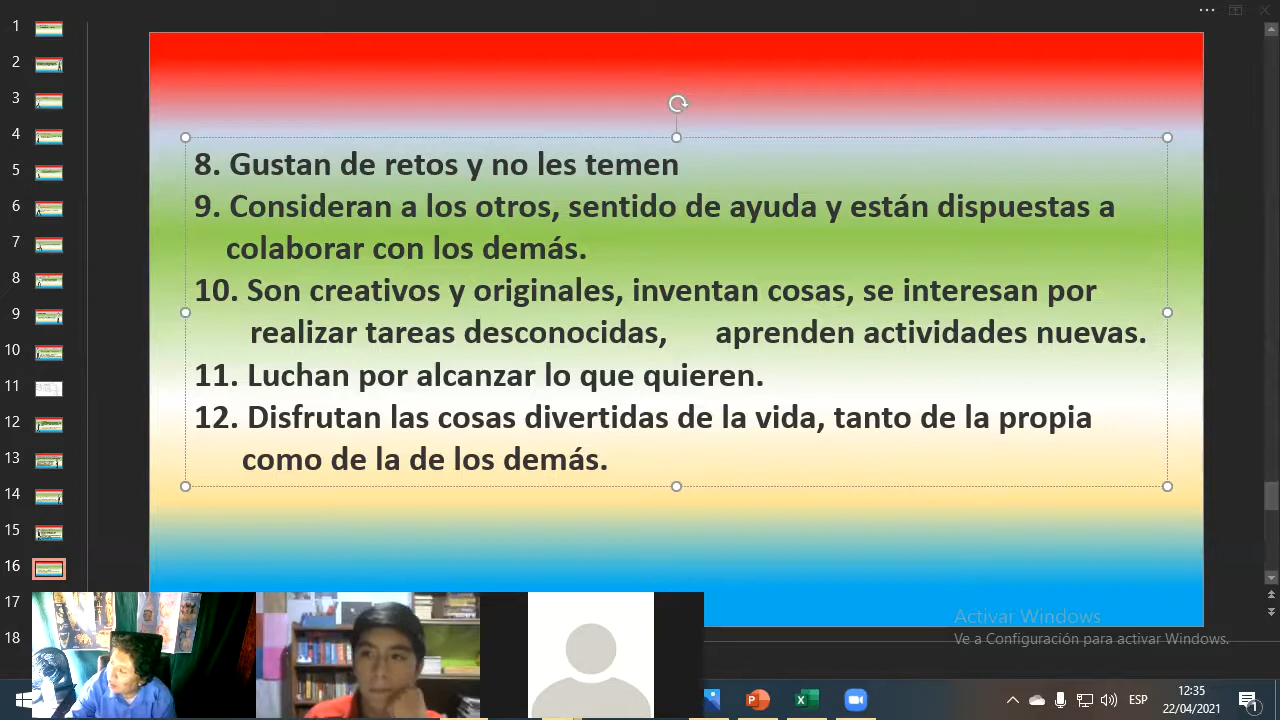 1
2
3
4
5
6
7
8
9
10
11
12
13
14
15
16
17
18
8. Gustan de retos y no les temen
9. Consideran a los otros, sentido de ayuda y están dispuestas a
colaborar con los demás.
10. Son creativos y originales, inventan cosas, se interesan por
realizar tareas desconocidas, aprenden actividades nuevas.
11. Luchan por alcanzar lo que quieren.
12. Disfrutan las cosas divertidas de la vida, tanto de la propia
como de la de los demás.
Activar Windows
Ve a Configuración para activar Windows.
ESP
12:35
22/04/2021
1